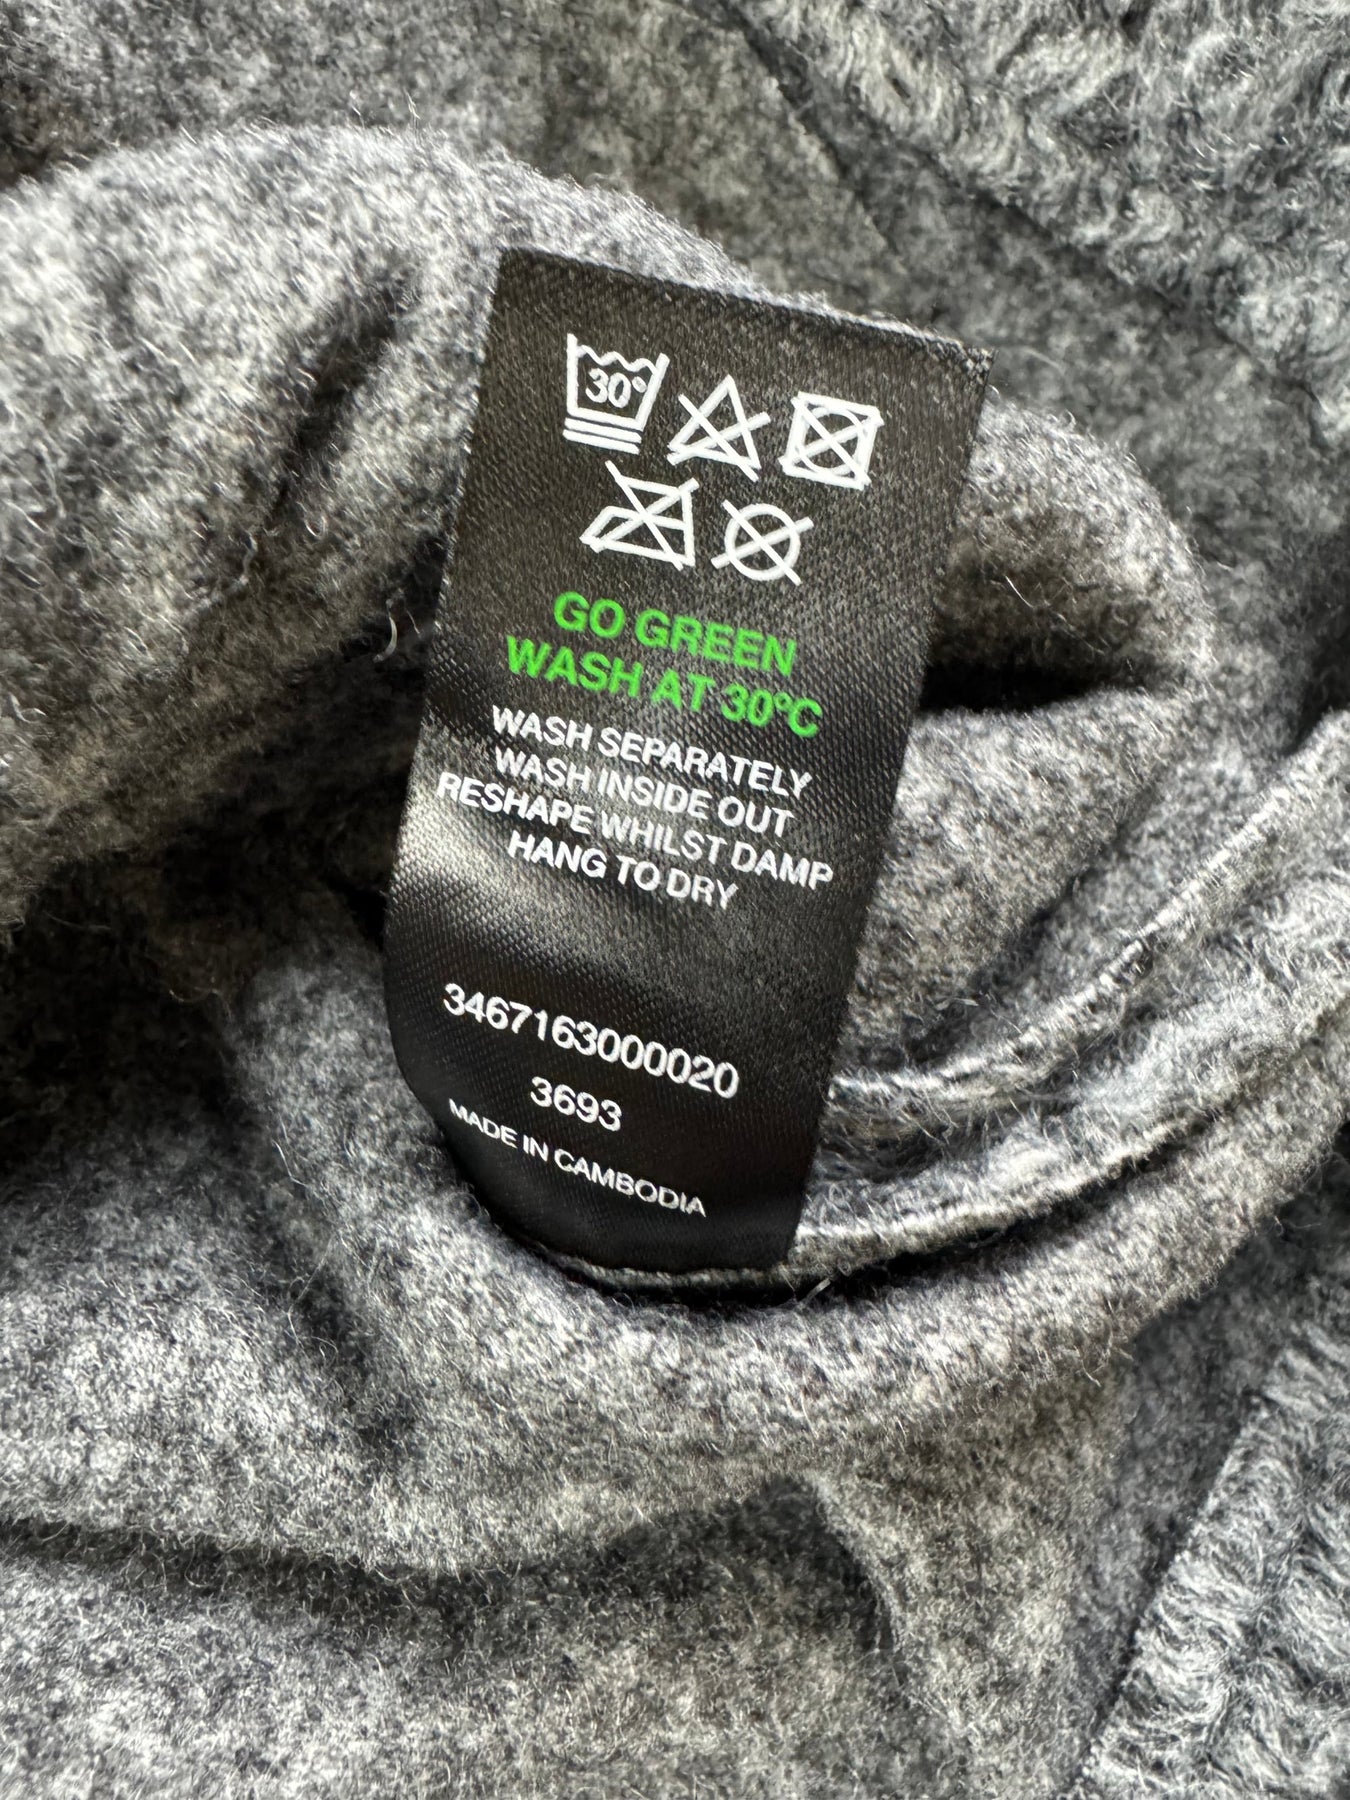 30°
GO GREEN
WASH AT 30°C
WASH SEPARATELY
WASH INSIDE OUT
RESHAPE WHILST DAMP
HANG TO DRY
3467163000020
3693
MADE IN CAMBODIA